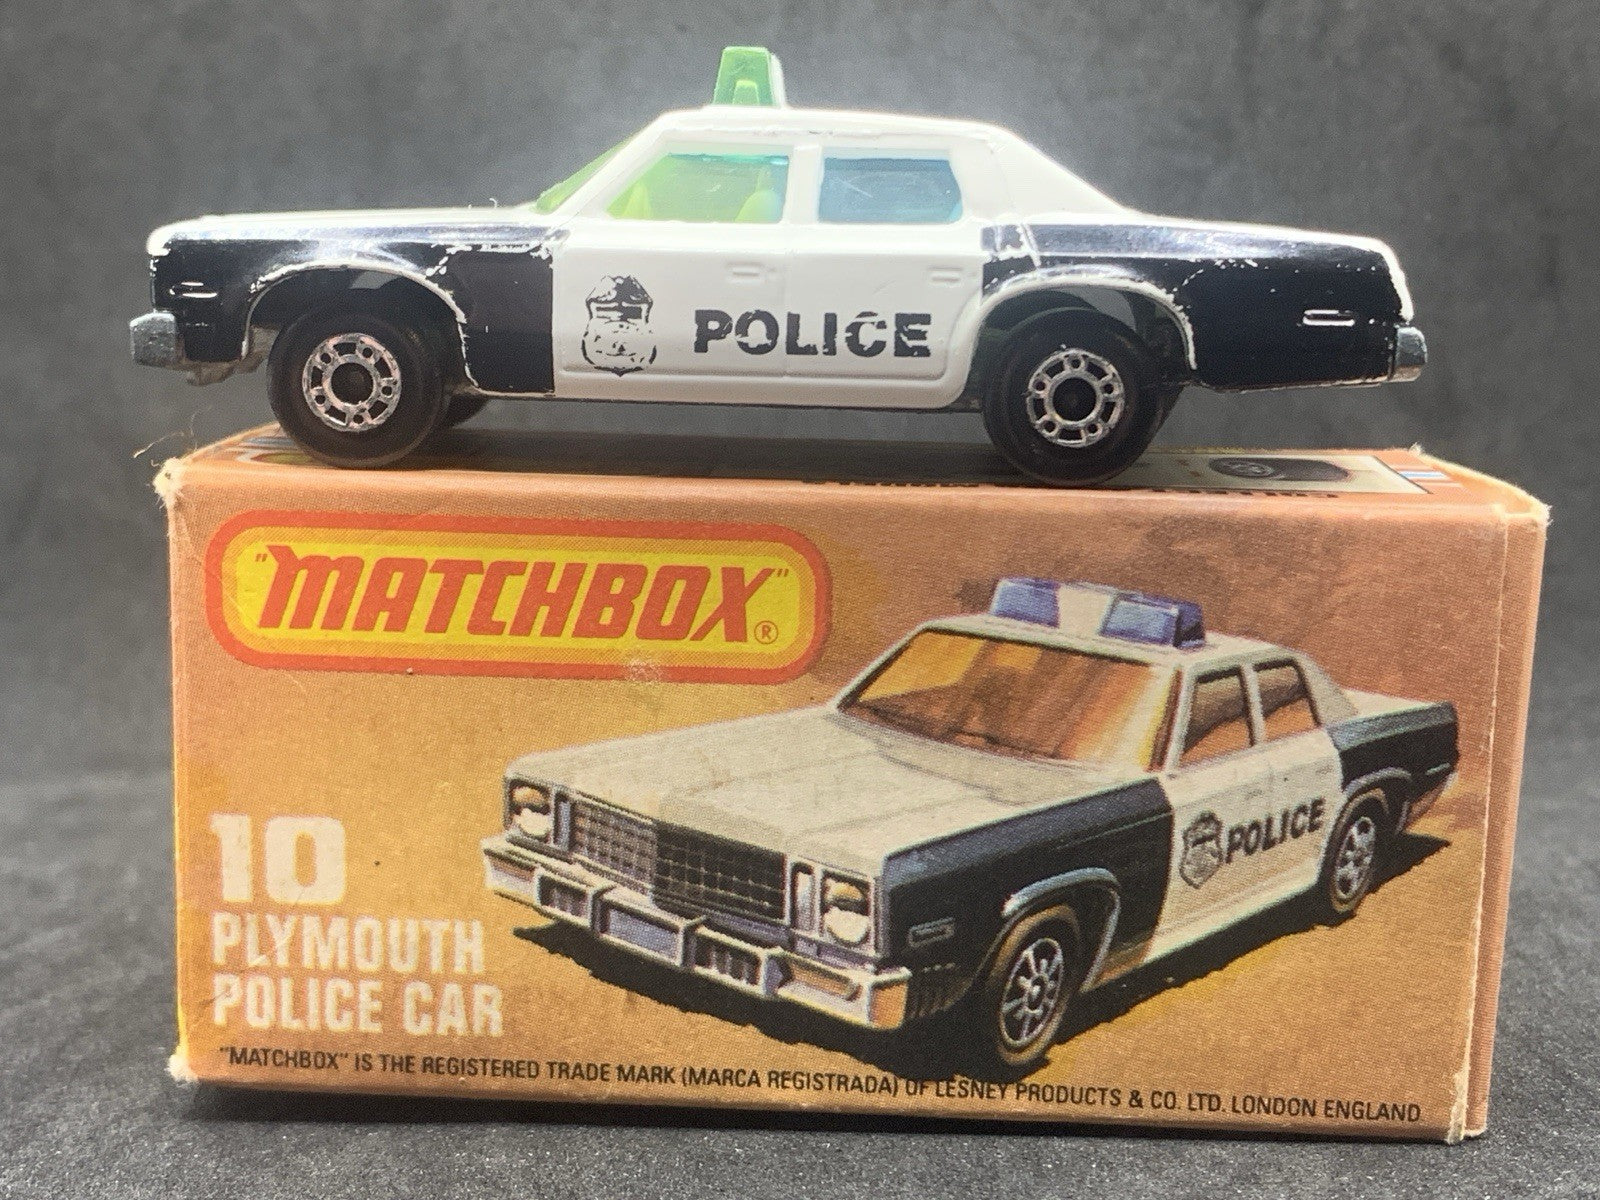 POLICE
"MATCHBOX"®
POLICE
10
PLYMOUTH
POLICE CAR
"MATCHBOX" IS THE REGISTERED TRADE MARK (MARCA REGISTRADA) OF LESNEY PRODUCTS & CO. LTD. LONDON ENGLAND